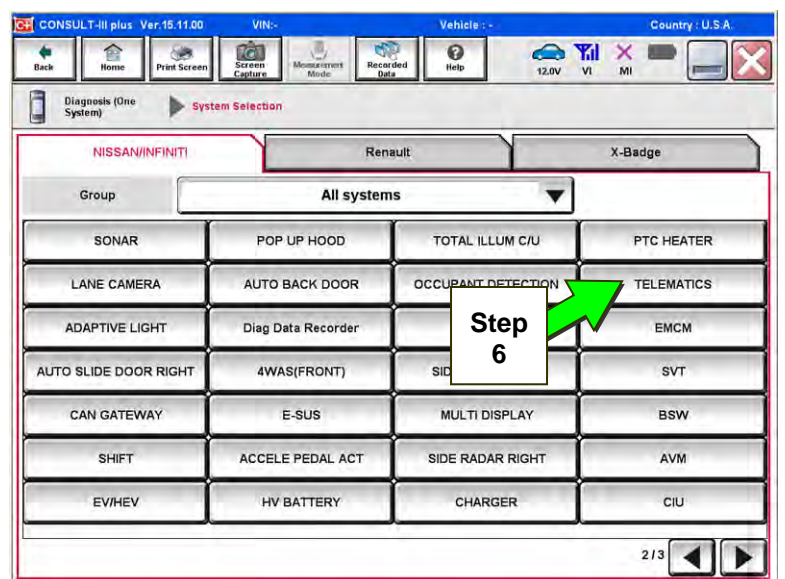 C+ CONSULT-III plus Ver.15.11.00 VIN:- Vehicle : - Country : U.S.A.
Back Home Print Screen Screen Capture Measurement Mode Recorded Data Help 12.0V VI MI
Diagnosis (One System) System Selection
NISSAN/INFINITI Renault X-Badge
Group All systems
SONAR POP UP HOOD TOTAL ILLUM C/U PTC HEATER
LANE CAMERA AUTO BACK DOOR OCCUPANT DETECTION TELEMATICS
ADAPTIVE LIGHT Diag Data Recorder EMCM
Step 6
AUTO SLIDE DOOR RIGHT 4WAS(FRONT) SID SVT
CAN GATEWAY E-SUS MULTI DISPLAY BSW
SHIFT ACCELE PEDAL ACT SIDE RADAR RIGHT AVM
EV/HEV HV BATTERY CHARGER CIU
2/3